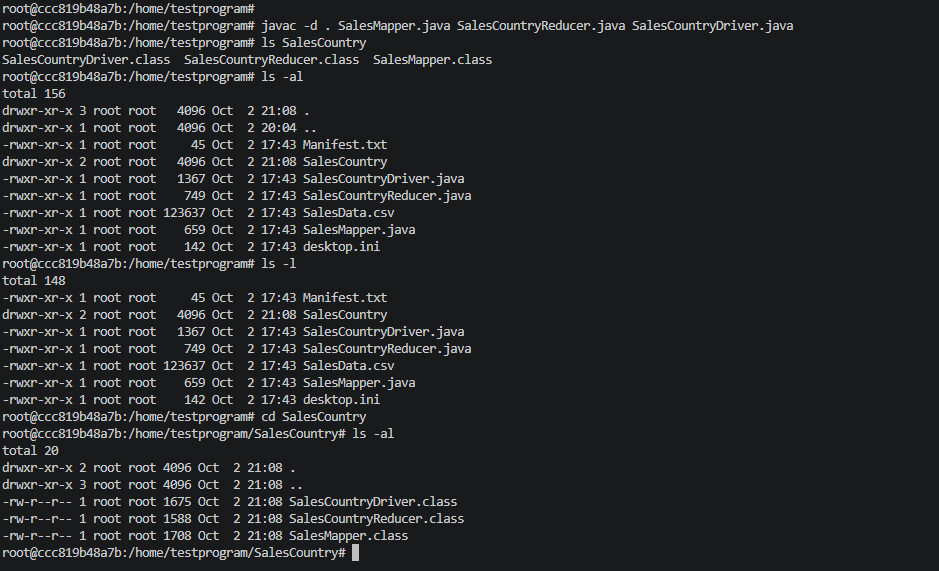 root@ccc819b48a7b:/home/testprogram#
root@ccc819b48a7b:/home/testprogram# javac -d . SalesMapper.java SalesCountryReducer.java SalesCountryDriver.java
root@ccc819b48a7b:/home/testprogram# ls SalesCountry
SalesCountryDriver.class  SalesCountryReducer.class  SalesMapper.class
root@ccc819b48a7b:/home/testprogram# ls -al
total 156
drwxr-xr-x 3 root root   4096 Oct  2 21:08 .
drwxr-xr-x 1 root root   4096 Oct  2 20:04 ..
-rwxr-xr-x 1 root root     45 Oct  2 17:43 Manifest.txt
drwxr-xr-x 2 root root   4096 Oct  2 21:08 SalesCountry
-rwxr-xr-x 1 root root   1367 Oct  2 17:43 SalesCountryDriver.java
-rwxr-xr-x 1 root root    749 Oct  2 17:43 SalesCountryReducer.java
-rwxr-xr-x 1 root root 123637 Oct  2 17:43 SalesData.csv
-rwxr-xr-x 1 root root    659 Oct  2 17:43 SalesMapper.java
-rwxr-xr-x 1 root root    142 Oct  2 17:43 desktop.ini
root@ccc819b48a7b:/home/testprogram# ls -l
total 148
-rwxr-xr-x 1 root root     45 Oct  2 17:43 Manifest.txt
drwxr-xr-x 2 root root   4096 Oct  2 21:08 SalesCountry
-rwxr-xr-x 1 root root   1367 Oct  2 17:43 SalesCountryDriver.java
-rwxr-xr-x 1 root root    749 Oct  2 17:43 SalesCountryReducer.java
-rwxr-xr-x 1 root root 123637 Oct  2 17:43 SalesData.csv
-rwxr-xr-x 1 root root    659 Oct  2 17:43 SalesMapper.java
-rwxr-xr-x 1 root root    142 Oct  2 17:43 desktop.ini
root@ccc819b48a7b:/home/testprogram# cd SalesCountry
root@ccc819b48a7b:/home/testprogram/SalesCountry# ls -al
total 20
drwxr-xr-x 2 root root 4096 Oct  2 21:08 .
drwxr-xr-x 3 root root 4096 Oct  2 21:08 ..
-rw-r--r-- 1 root root 1675 Oct  2 21:08 SalesCountryDriver.class
-rw-r--r-- 1 root root 1588 Oct  2 21:08 SalesCountryReducer.class
-rw-r--r-- 1 root root 1708 Oct  2 21:08 SalesMapper.class
root@ccc819b48a7b:/home/testprogram/SalesCountry#